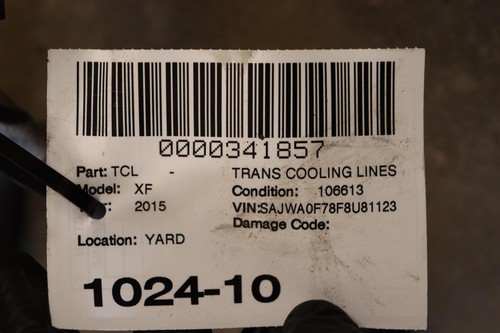 0000341857
Part: TCL - TRANS COOLING LINES
Model: XF Condition: 106613
2015 VIN:SAJWA0F78F8U81123
Damage Code:
Location: YARD
1024-10